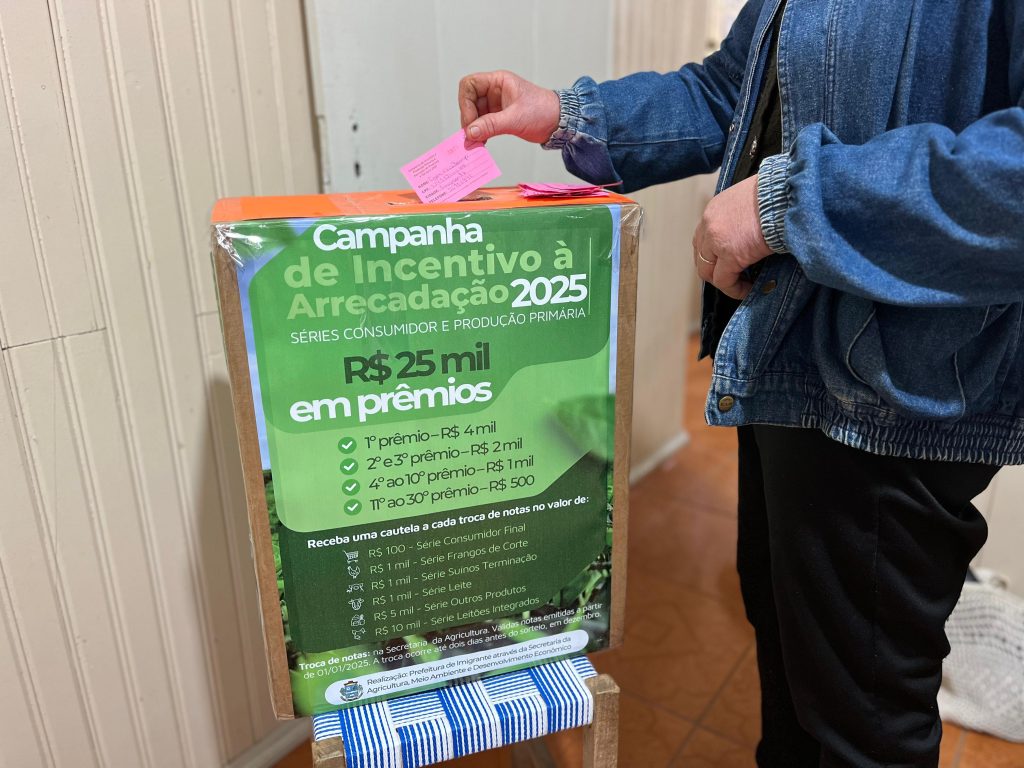 Campanha
de Incentivo à
Arrecadação 2025
SÉRIES CONSUMIDOR E PRODUÇÃO PRIMÁRIA
R$ 25 mil
em prêmios
1º prêmio – R$ 4 mil
2º e 3º prêmio – R$ 2 mil
4º ao 10º prêmio – R$ 1 mil
11º ao 30º prêmio – R$ 500
Receba uma cautela a cada troca de notas no valor de:
R$ 100 - Série Consumidor Final
R$ 1 mil - Série Frangos de Corte
R$ 1 mil - Série Suínos Terminação
R$ 1 mil - Série Leite
R$ 5 mil - Série Outros Produtos
R$ 10 mil - Série Leitões Integrados
Troca de notas: na Secretaria da Agricultura. Válidas notas emitidas a partir
de 01/01/2025. A troca ocorre até dois dias antes do sorteio, em dezembro.
Realização: Prefeitura de Imigrante através da Secretaria da
Agricultura, Meio Ambiente e Desenvolvimento Econômico